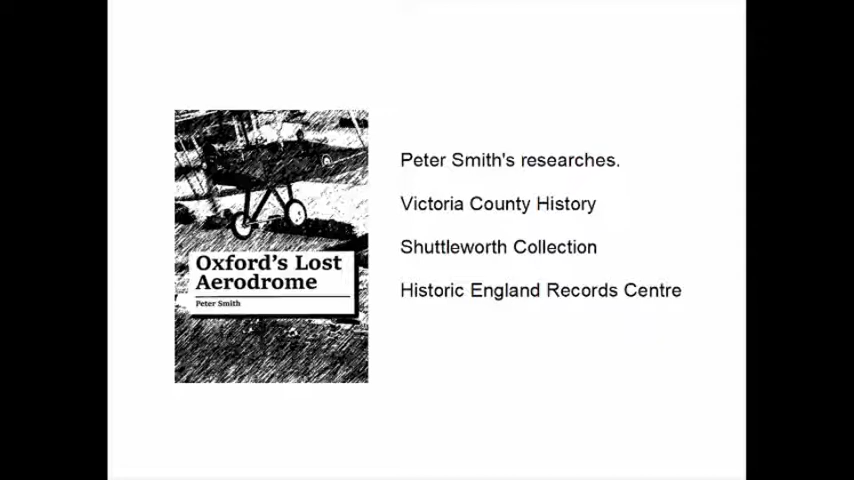 Oxford's Lost
Aerodrome
Peter Smith
Peter Smith's researches.
Victoria County History
Shuttleworth Collection
Historic England Records Centre